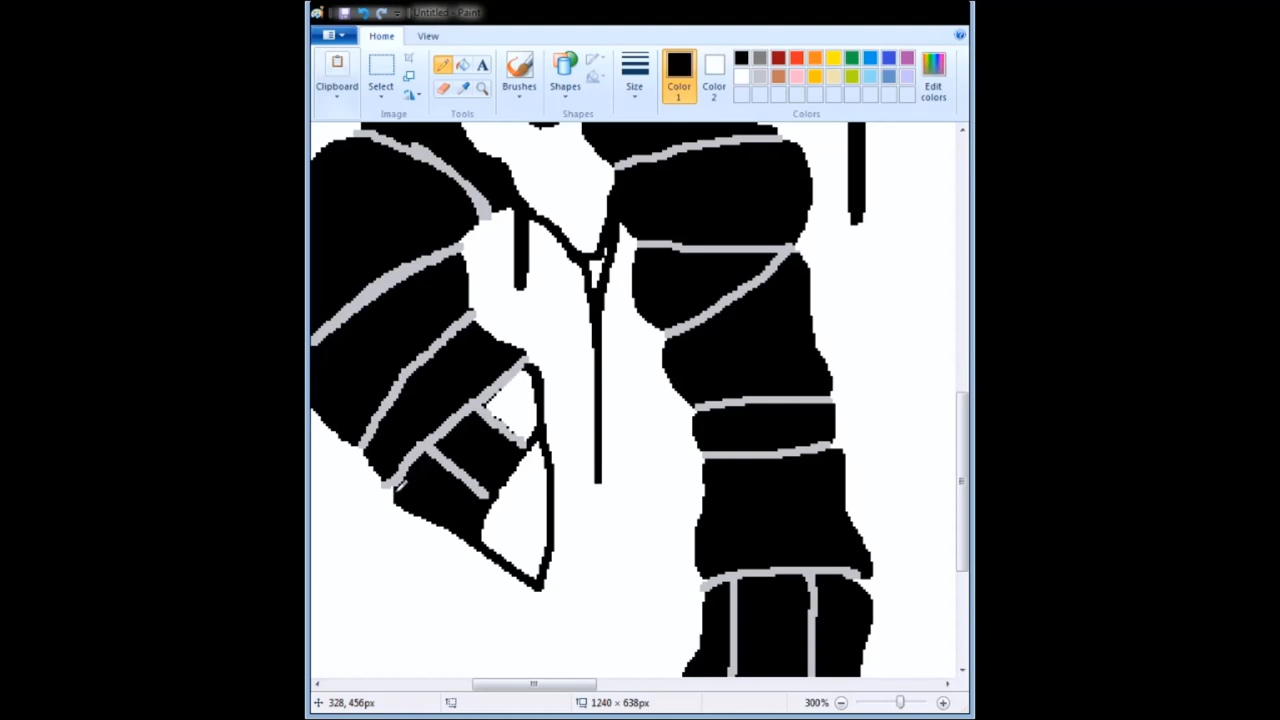 Untitled - Paint
Home View
Clipboard Select Brushes Shapes Size Color 1 Color 2 Edit colors
Image Tools Shapes Colors
328, 456px 1240 × 638px 300%